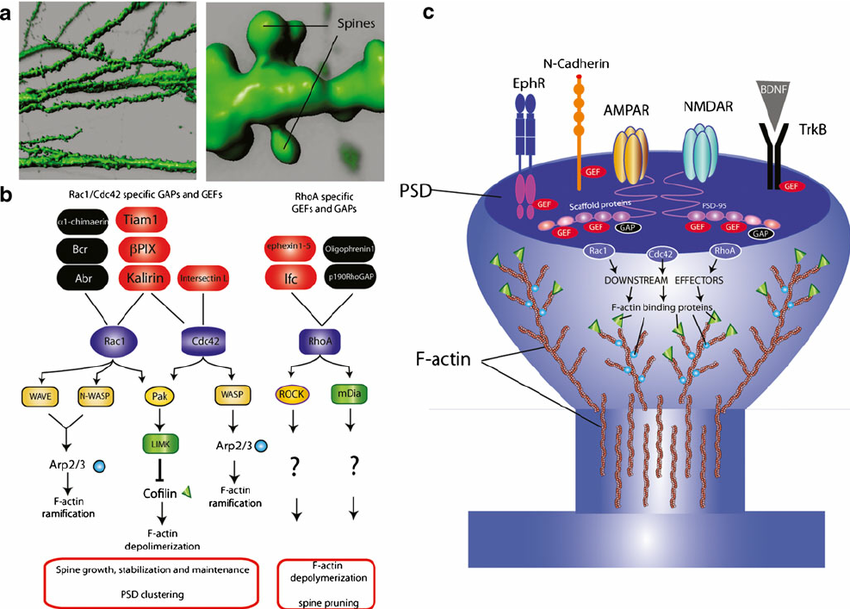 a
Spines
b
Rac1/Cdc42 specific GAPs and GEFs
RhoA specific
GEFs and GAPs
α1-chimaerin
Tiam1
Bcr
βPIX
Abr
Kalirin
Intersectin L
ephexin1-5
Oligophrenin1
lfc
p190RhoGAP
Rac1
Cdc42
RhoA
WAVE
N-WASP
Pak
WASP
ROCK
mDia
LIMK
Arp2/3
Arp2/3
?
?
Cofilin
F-actin
ramification
F-actin
ramification
F-actin
depolimerization
Spine growth, stabilization and maintenance
PSD clustering
F-actin
depolymerization
spine pruning
c
N-Cadherin
EphR
AMPAR
NMDAR
BDNF
TrkB
PSD
GEF
GEF
GEF
Scaffold proteins
PSD-95
GEF
GEF
GAP
GEF
GEF
GAP
Rac1
Cdc42
RhoA
DOWNSTREAM EFFECTORS
F-actin binding proteins
F-actin